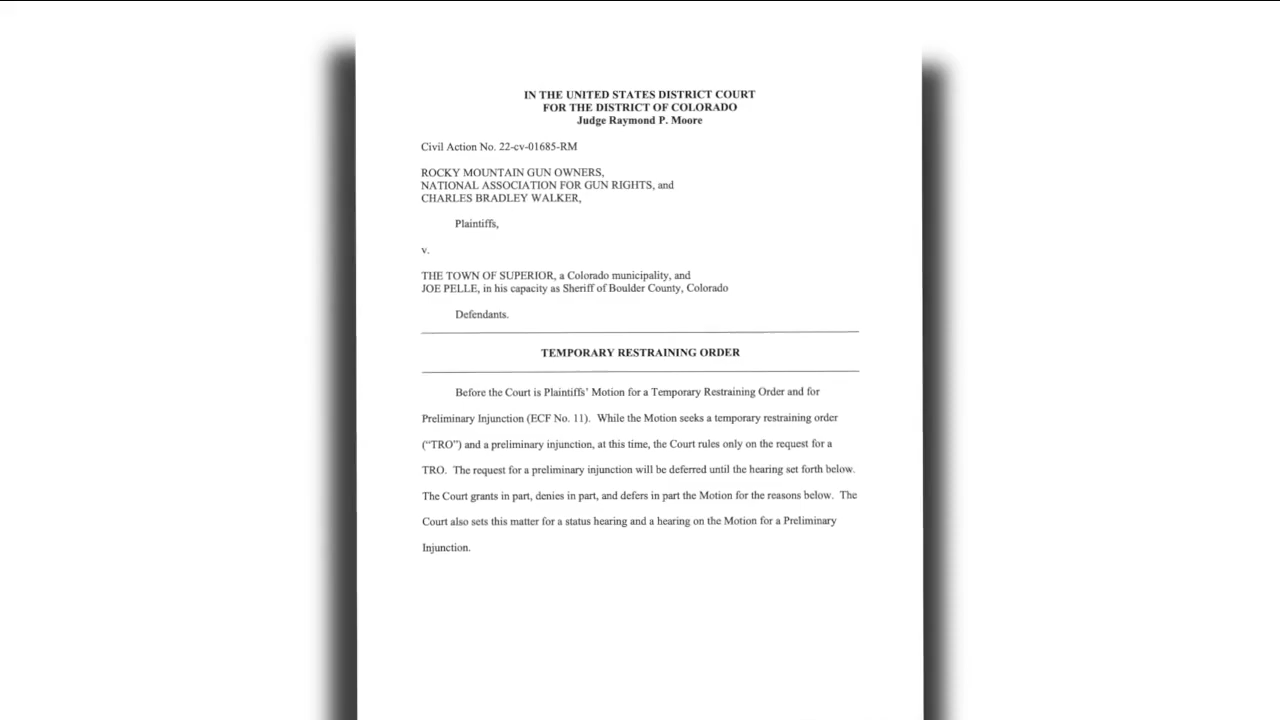 IN THE UNITED STATES DISTRICT COURT
FOR THE DISTRICT OF COLORADO
Judge Raymond P. Moore
Civil Action No. 22-cv-01685-RM
ROCKY MOUNTAIN GUN OWNERS,
NATIONAL ASSOCIATION FOR GUN RIGHTS, and
CHARLES BRADLEY WALKER,
Plaintiffs,
v.
THE TOWN OF SUPERIOR, a Colorado municipality, and
JOE PELLE, in his capacity as Sheriff of Boulder County, Colorado
Defendants.
TEMPORARY RESTRAINING ORDER
Before the Court is Plaintiffs’ Motion for a Temporary Restraining Order and for
Preliminary Injunction (ECF No. 11). While the Motion seeks a temporary restraining order
(“TRO”) and a preliminary injunction, at this time, the Court rules only on the request for a
TRO. The request for a preliminary injunction will be deferred until the hearing set forth below.
The Court grants in part, denies in part, and defers in part the Motion for the reasons below. The
Court also sets this matter for a status hearing and a hearing on the Motion for a Preliminary
Injunction.